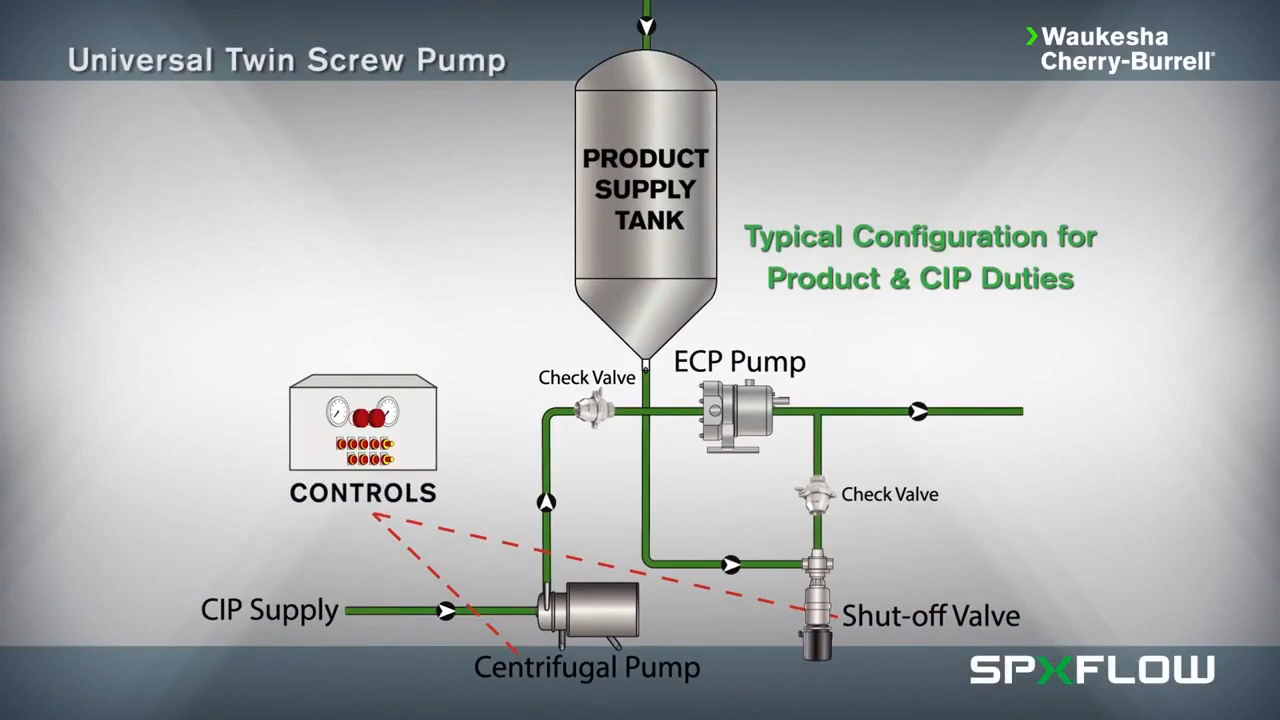 Universal Twin Screw Pump
Waukesha
Cherry-Burrell®
PRODUCT
SUPPLY
TANK
Typical Configuration for
Product & CIP Duties
ECP Pump
Check Valve
CONTROLS
Check Valve
CIP Supply
Shut-off Valve
Centrifugal Pump
SPXFLOW